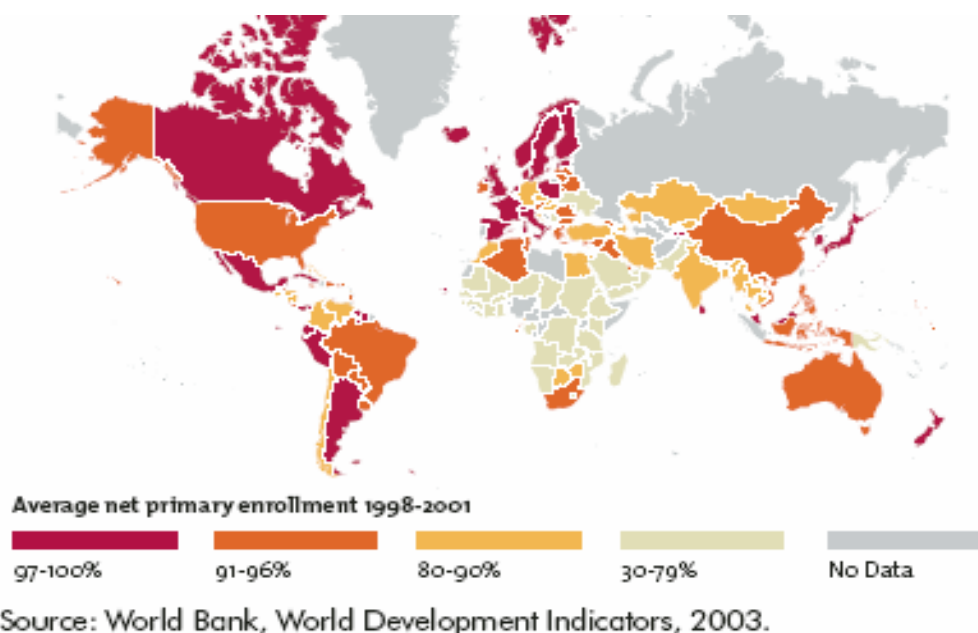 Average net primary enrollment 1998-2001
97-100%
91-96%
80-90%
30-79%
No Data
Source: World Bank, World Development Indicators, 2003.